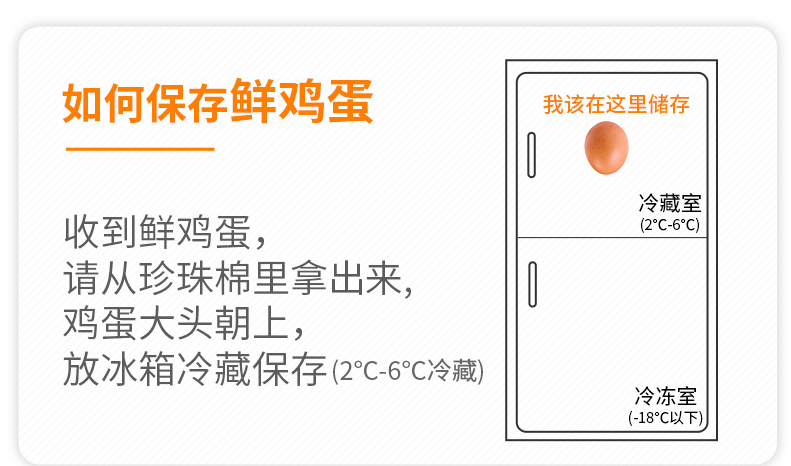 如何保存鲜鸡蛋
收到鲜鸡蛋，
请从珍珠棉里拿出来，
鸡蛋大头朝上，
放冰箱冷藏保存(2°C-6°C冷藏)
我该在这里储存
冷藏室
(2°C-6°C)
冷冻室
(-18°C以下)